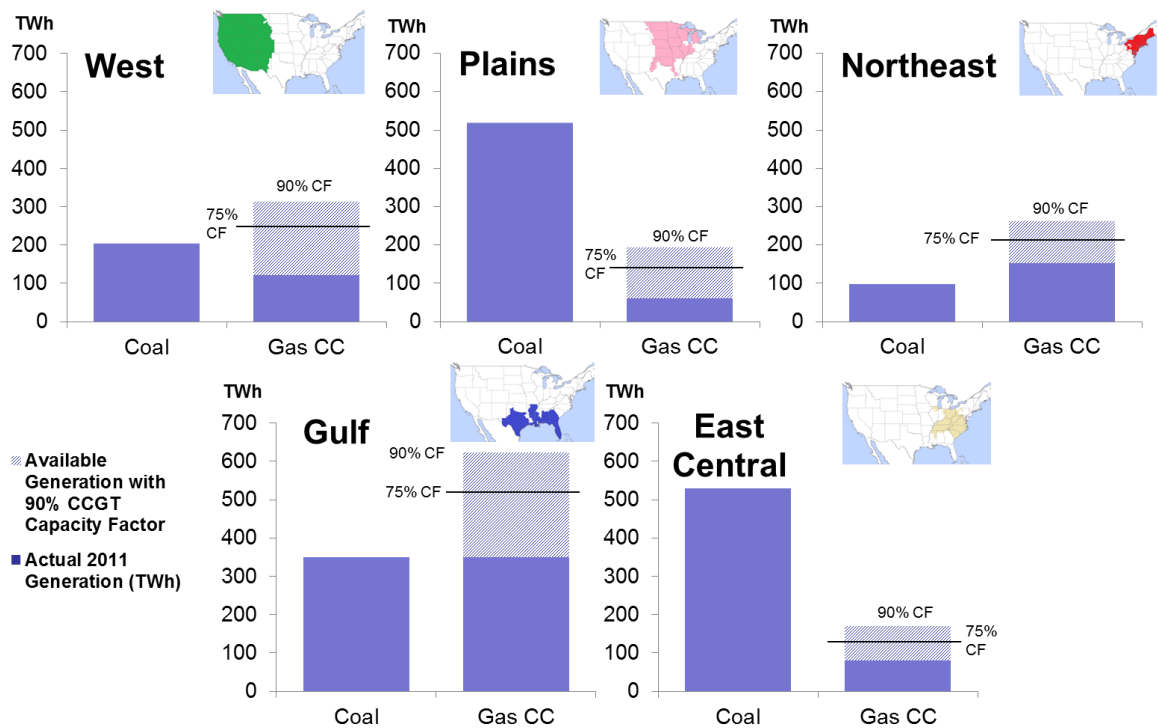 TWh
West
700
600
500
400
300
200
100
0
90% CF
75%
CF
Coal
Gas CC
TWh
Plains
700
600
500
400
300
200
100
0
90% CF
75%
CF
Coal
Gas CC
TWh
Northeast
700
600
500
400
300
200
100
0
90% CF
75% CF
Coal
Gas CC
Available
Generation with
90% CCGT
Capacity Factor
Actual 2011
Generation (TWh)
TWh
Gulf
700
600
500
400
300
200
100
0
90% CF
75% CF
Coal
Gas CC
TWh
East
Central
700
600
500
400
300
200
100
0
90% CF
75%
CF
Coal
Gas CC